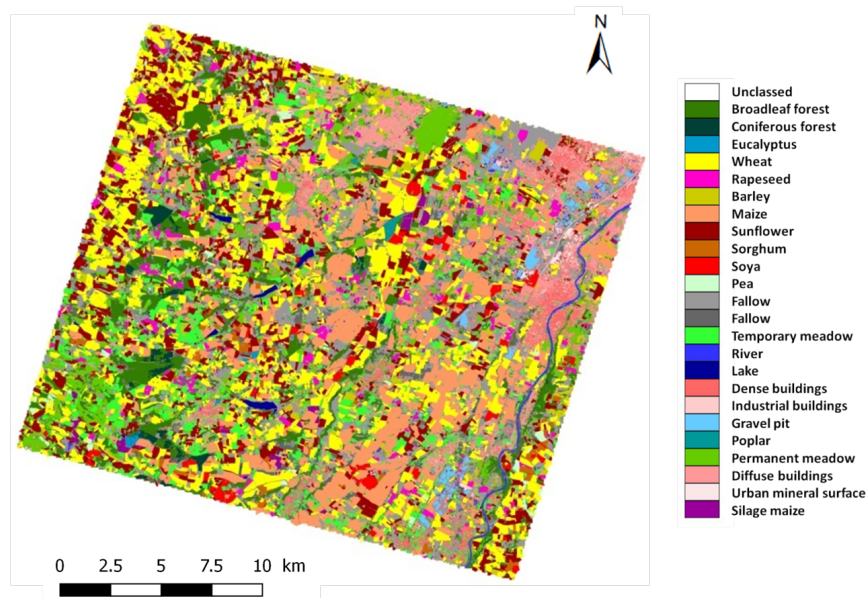 N
Unclassed
Broadleaf forest
Coniferous forest
Eucalyptus
Wheat
Rapeseed
Barley
Maize
Sunflower
Sorghum
Soya
Pea
Fallow
Fallow
Temporary meadow
River
Lake
Dense buildings
Industrial buildings
Gravel pit
Poplar
Permanent meadow
Diffuse buildings
Urban mineral surface
Silage maize
0 2.5 5 7.5 10 km